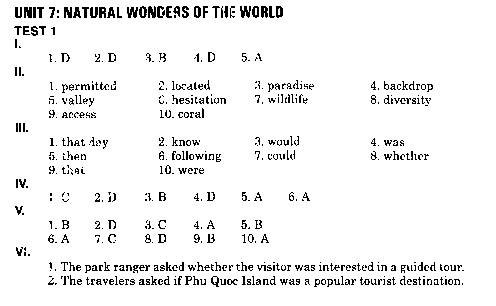 UNIT 7: NATURAL WONDERS OF THE WORLD
TEST 1
I.
1. D 2. D 3. B 4. D 5. A
II.
1. permitted 2. located 3. paradise 4. backdrop
5. valley 6. hesitation 7. wildlife 8. diversity
9. access 10. coral
III.
1. that day 2. know 3. would 4. was
5. then 6. following 7. could 8. whether
9. that 10. were
IV.
1. C 2. D 3. B 4. D 5. A 6. A
V.
1. B 2. D 3. C 4. A 5. B
6. A 7. C 8. D 9. B 10. A
VI.
1. The park ranger asked whether the visitor was interested in a guided tour.
2. The travelers asked if Phu Quoc Island was a popular tourist destination.